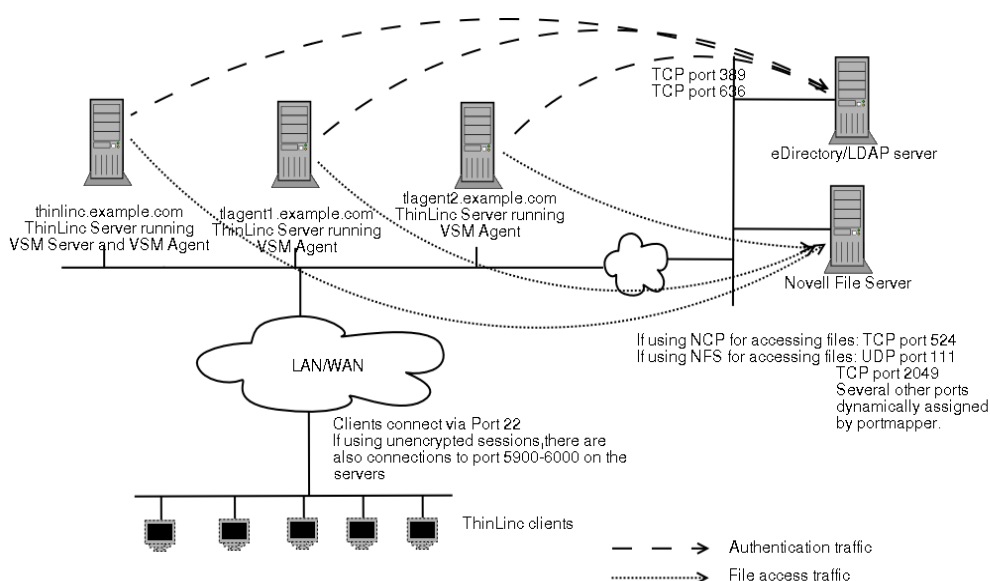 TCP port 389
TCP port 636
eDirectory/LDAP server
thinlinc.example.com
ThinLinc Server running
VSM Server and VSM Agent
tlagent1.example.com
ThinLinc Server running
VSM Agent
tlagent2.example.com
ThinLinc Server running
VSM Agent
Novell File Server
If using NCP for accessing files: TCP port 524
If using NFS for accessing files: UDP port 111
TCP port 2049
Several other ports
dynamically assigned
by portmapper.
LAN/WAN
Clients connect via Port 22
If using unencrypted sessions,there are
also connections to port 5900-6000 on the
servers
ThinLinc clients
Authentication traffic
File access traffic